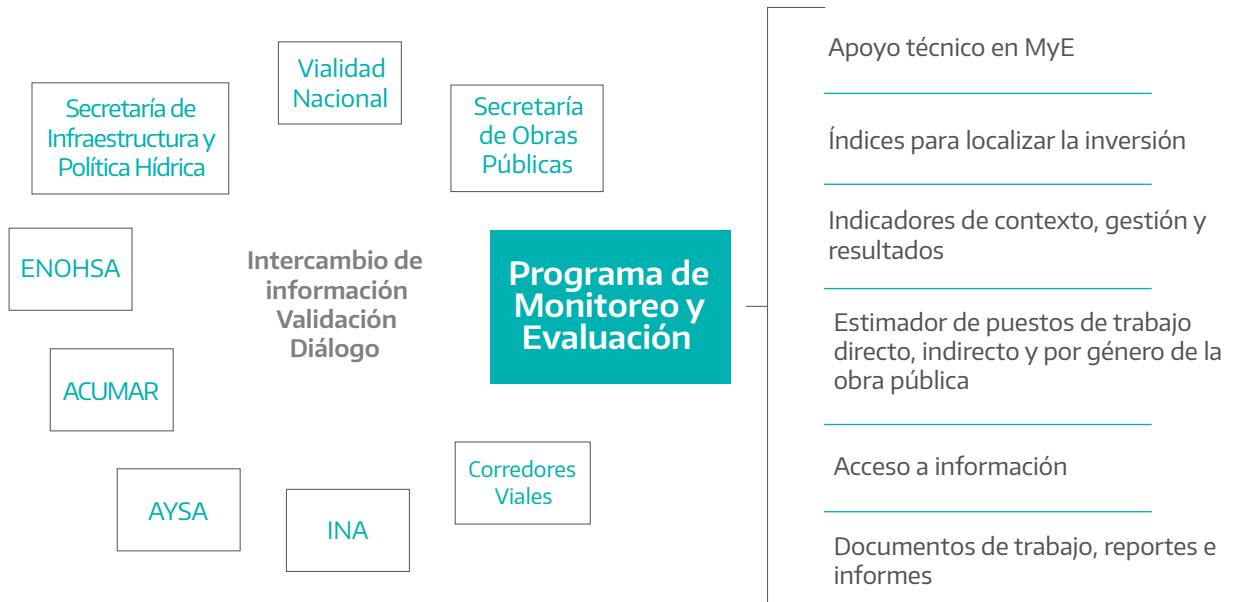 Vialidad
Nacional
Secretaría de
Infraestructura y
Política Hídrica
Secretaría
de Obras
Públicas
ENOHSA
Intercambio de
información
Validación
Diálogo
Programa de
Monitoreo y
Evaluación
ACUMAR
AYSA
INA
Corredores
Viales
Apoyo técnico en MyE
Índices para localizar la inversión
Indicadores de contexto, gestión y
resultados
Estimador de puestos de trabajo
directo, indirecto y por género de la
obra pública
Acceso a información
Documentos de trabajo, reportes e
informes